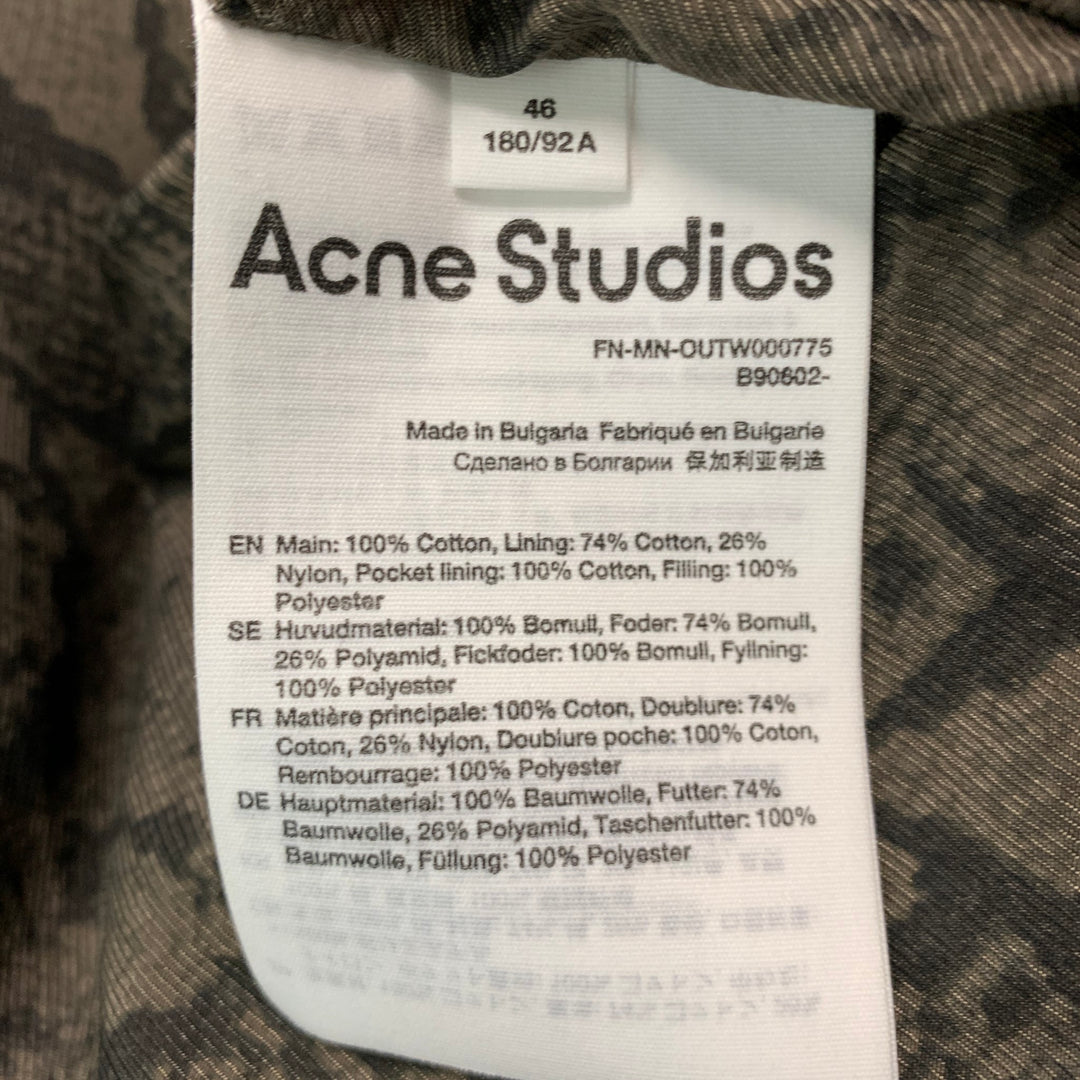 46
180/92A
Acne Studios
FN-MN-OUTW000775
B90602-
Made in Bulgaria Fabriqué en Bulgarie
Сделано в Болгарии 保加利亚制造
EN Main: 100% Cotton, Lining: 74% Cotton, 26%
Nylon, Pocket lining: 100% Cotton, Filling: 100%
Polyester
SE Huvudmaterial: 100% Bomull, Foder: 74% Bomull,
26% Polyamid, Fickfoder: 100% Bomull, Fyllning:
100% Polyester
FR Matière principale: 100% Coton, Doublure: 74%
Coton, 26% Nylon, Doublure poche: 100% Coton,
Rembourrage: 100% Polyester
DE Hauptmaterial: 100% Baumwolle, Futter: 74%
Baumwolle, 26% Polyamid, Taschenfutter: 100%
Baumwolle, Füllung: 100% Polyester